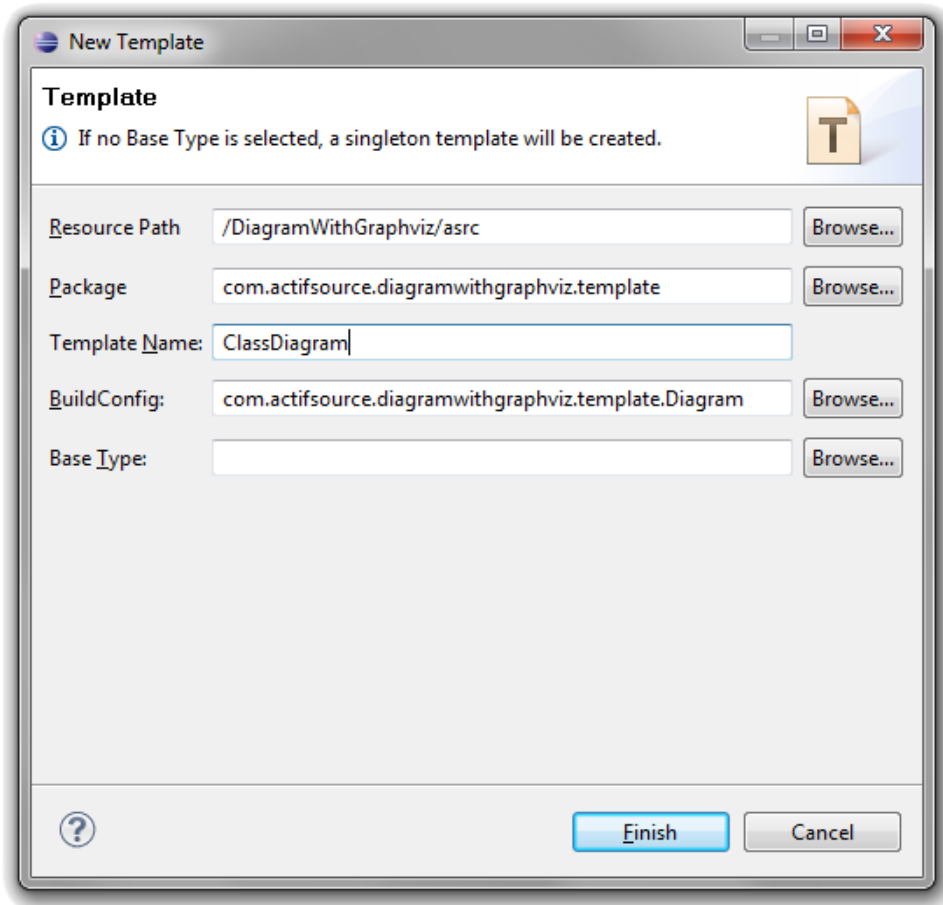 New Template
Template
If no Base Type is selected, a singleton template will be created.
Resource Path /DiagramWithGraphviz/asrc Browse...
Package com.actifsource.diagramwithgraphviz.template Browse...
Template Name: ClassDiagram
BuildConfig: com.actifsource.diagramwithgraphviz.template.Diagram Browse...
Base Type: Browse...
Finish Cancel